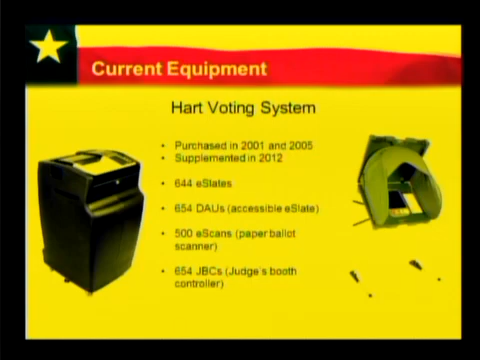 Current Equipment
Hart Voting System
• Purchased in 2001 and 2005
• Supplemented in 2012
• 644 eSlates
• 654 DAUs (accessible eSlate)
• 500 eScans (paper ballot
scanner)
• 654 JBCs (Judge's booth
controller)